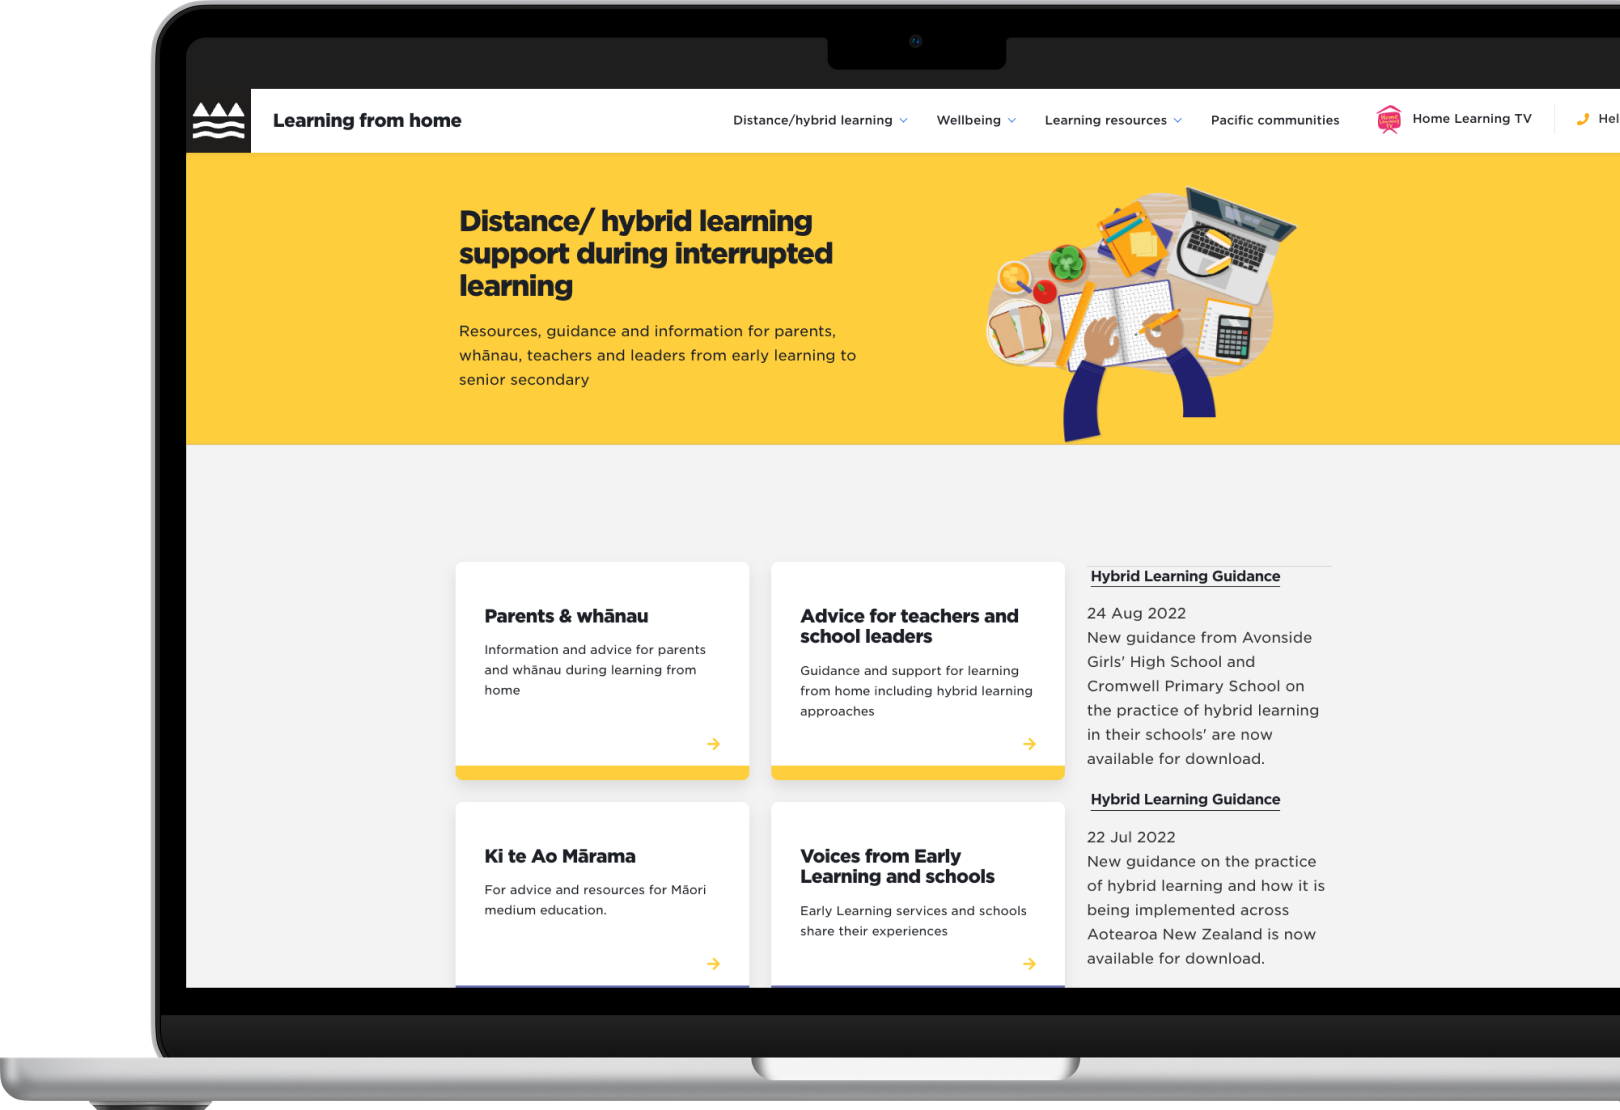 Learning from home
Distance/hybrid learning
Wellbeing
Learning resources
Pacific communities
Home Learning TV
Home Learning TV
Hel
Distance/ hybrid learning
support during interrupted
learning
Resources, guidance and information for parents,
whānau, teachers and leaders from early learning to
senior secondary
Parents & whānau
Information and advice for parents
and whānau during learning from
home
Advice for teachers and
school leaders
Guidance and support for learning
from home including hybrid learning
approaches
Ki te Ao Mārama
For advice and resources for Māori
medium education.
Voices from Early
Learning and schools
Early Learning services and schools
share their experiences
Hybrid Learning Guidance
24 Aug 2022
New guidance from Avonside
Girls' High School and
Cromwell Primary School on
the practice of hybrid learning
in their schools' are now
available for download.
Hybrid Learning Guidance
22 Jul 2022
New guidance on the practice
of hybrid learning and how it is
being implemented across
Aotearoa New Zealand is now
available for download.